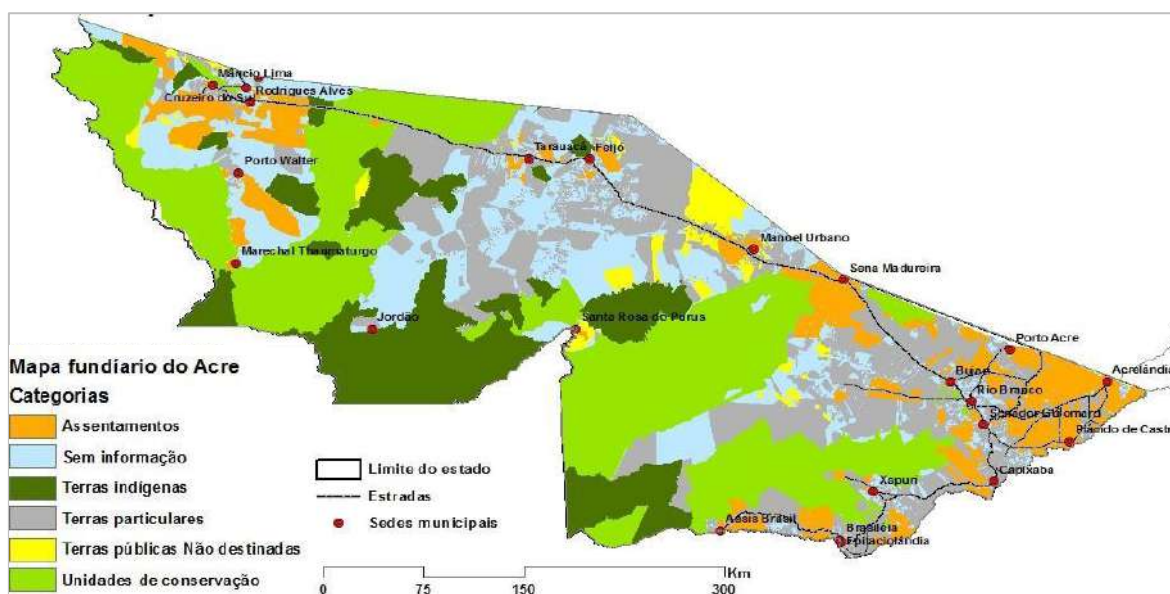 Mâncio Lima
Rodrigues Alves
Cruzeiro do Sul
Porto Walter
Marechal Thaumaturgo
Tarauacá
Feijó
Manoel Urbano
Sena Madureira
Jordão
Santa Rosa do Purus
Porto Acre
Acrelândia
Bujari
Rio Branco
Senador Guiomard
Plácido de Castr
Capixaba
Xapuri
Assis Brasil
Brasiléia
Epitaciolândia
Mapa fundíario do Acre
Categorias
Assentamentos
Sem informação
Terras indígenas
Terras particulares
Terras públicas Não destinadas
Unidades de conservação
Limite do estado
Estradas
Sedes municipais
Km
0 75 150 300